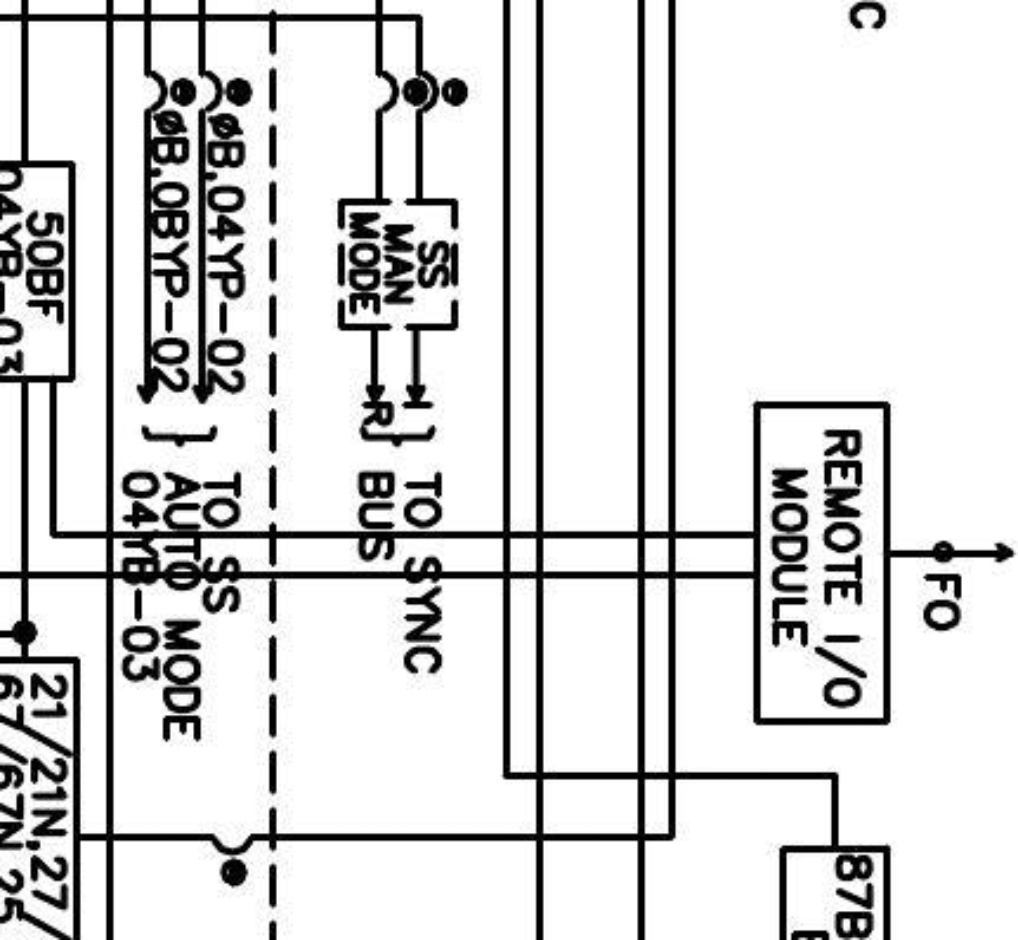 C
SS
MAN
MODE
ØB,04YP-02
ØB,0BYP-02
50BF
04YB-03
I
R
TO SYNC
BUS
TO SS
AUTO MODE
04YB-03
REMOTE I/O
MODULE
FO
21/21N,27/
67/67N,25
87B